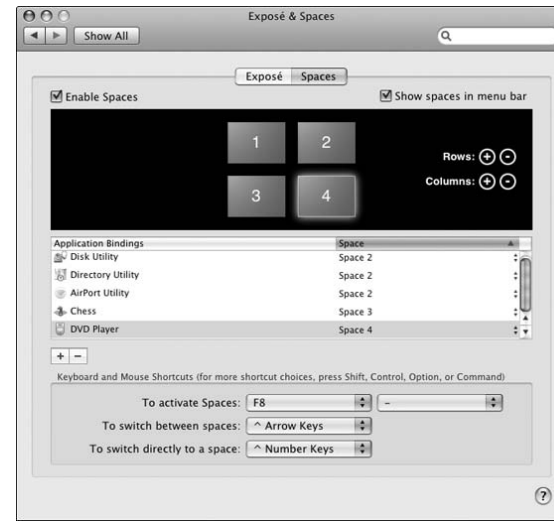 Exposé & Spaces
Show All
Exposé Spaces
Enable Spaces Show spaces in menu bar
1 2
Rows: + -
Columns: + -
3 4
Application Bindings Space
Disk Utility Space 2
Directory Utility Space 2
AirPort Utility Space 2
Chess Space 3
DVD Player Space 4
+ −
Keyboard and Mouse Shortcuts (for more shortcut choices, press Shift, Control, Option, or Command)
To activate Spaces: F8 –
To switch between spaces: ^ Arrow Keys
To switch directly to a space: ^ Number Keys
?